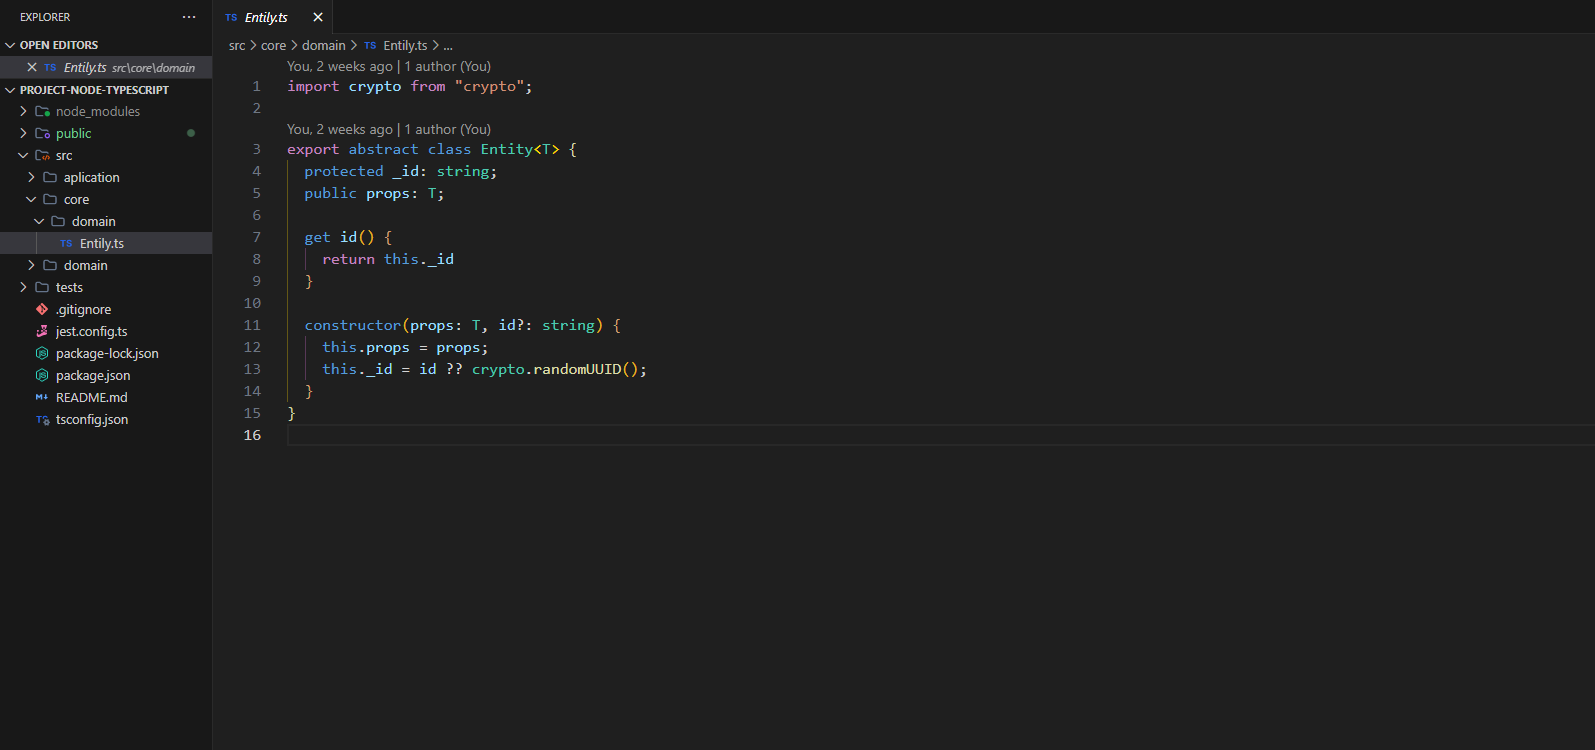 EXPLORER ···
OPEN EDITORS
TS Entily.ts src\core\domain
PROJECT-NODE-TYPESCRIPT
node_modules
public
src
aplication
core
domain
TS Entily.ts
domain
tests
.gitignore
jest.config.ts
package-lock.json
package.json
README.md
tsconfig.json
TS Entily.ts
src > core > domain > TS Entily.ts > ...
You, 2 weeks ago | 1 author (You)
1 import crypto from "crypto";
2
You, 2 weeks ago | 1 author (You)
3 export abstract class Entity<T> {
4 protected _id: string;
5 public props: T;
6
7 get id() {
8 return this._id
9 }
10
11 constructor(props: T, id?: string) {
12 this.props = props;
13 this._id = id ?? crypto.randomUUID();
14 }
15 }
16